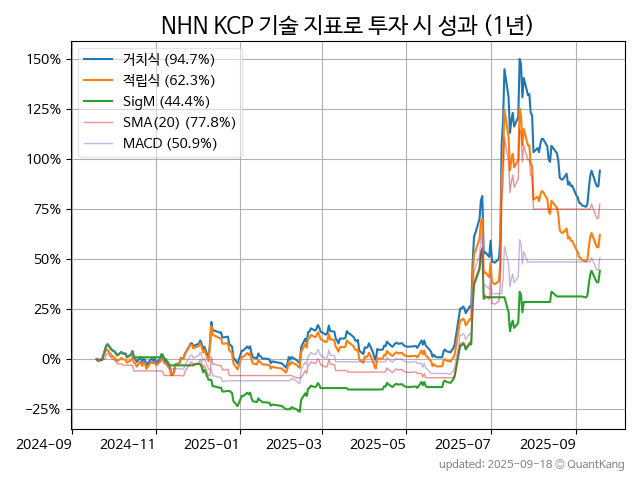 NHN KCP 기술 지표로 투자 시 성과 (1년)
거치식 (94.7%)
적립식 (62.3%)
SigM (44.4%)
SMA(20) (77.8%)
MACD (50.9%)
150%
125%
100%
75%
50%
25%
0%
−25%
2024-09 2024-11 2025-01 2025-03 2025-05 2025-07 2025-09
updated: 2025-09-18 © QuantKang